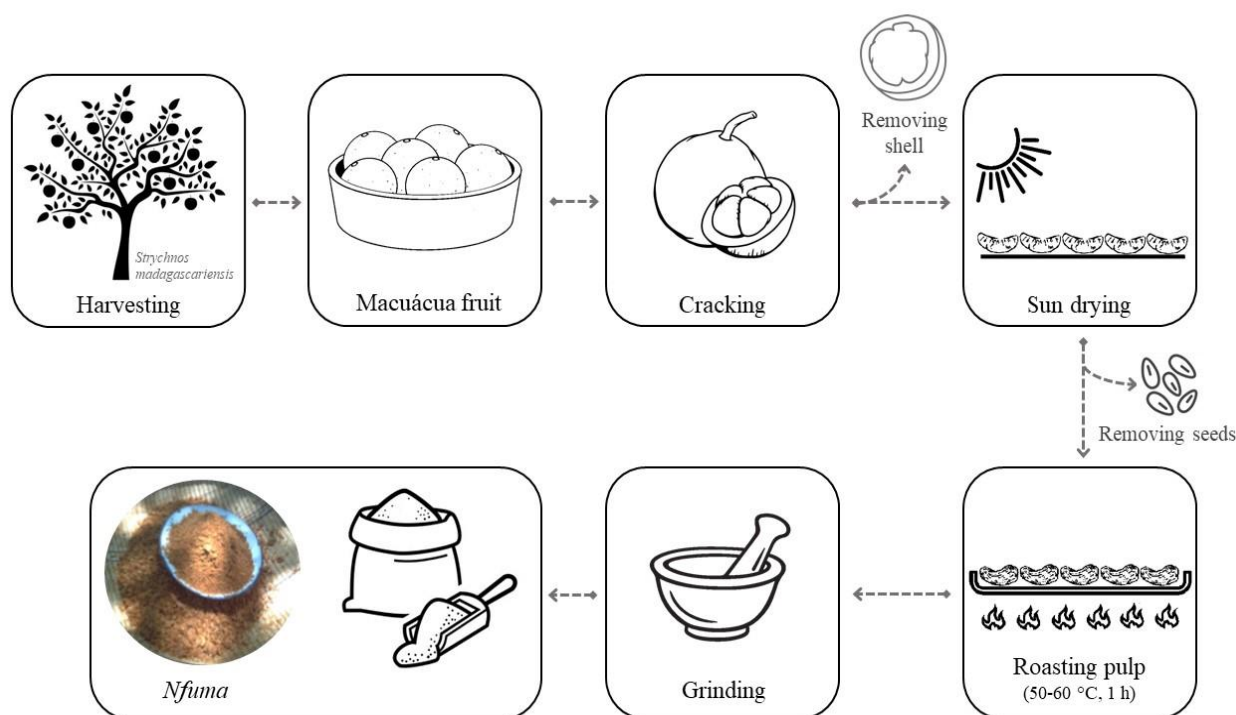 Removing
shell
Strychnos
madagascariensis
Harvesting
Macuácua fruit
Cracking
Sun drying
Removing seeds
Nfuma
Grinding
Roasting pulp
(50-60 °C, 1 h)